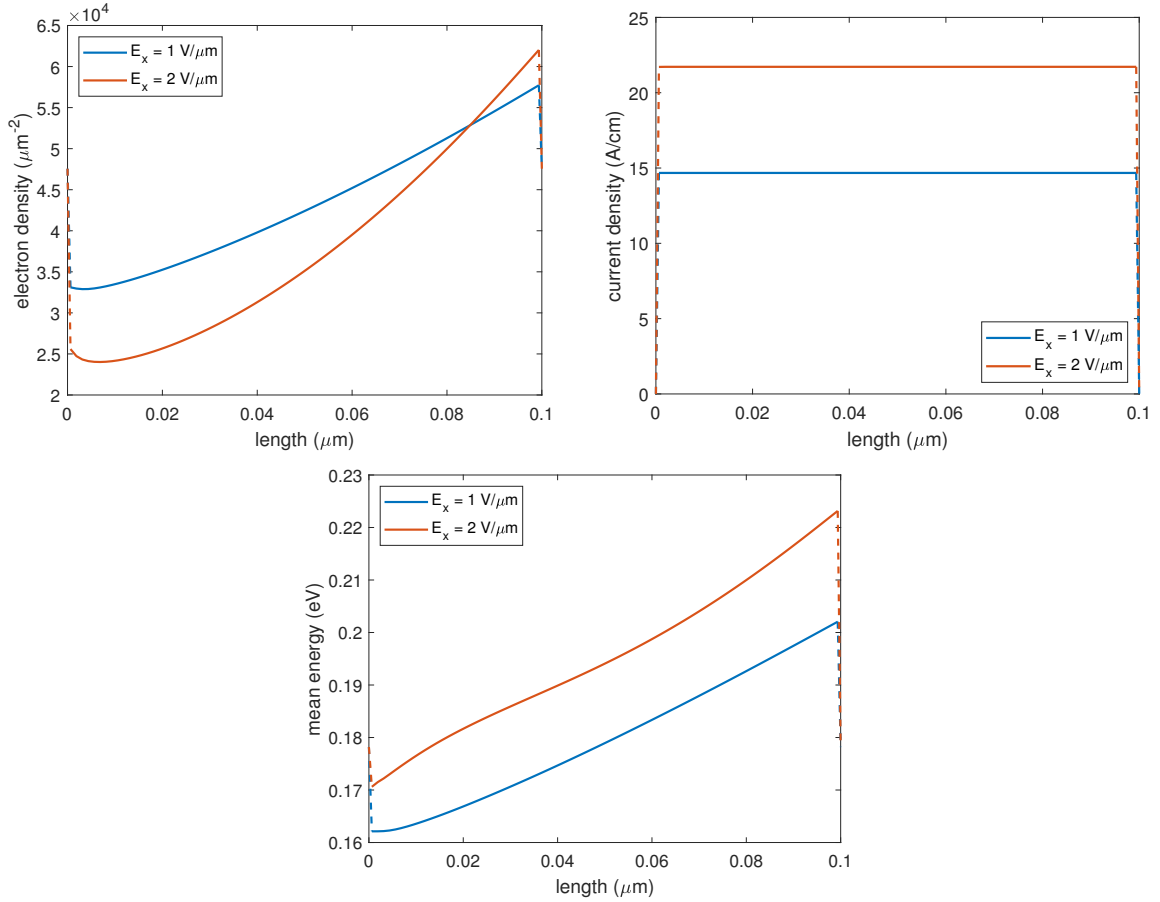 ×10⁴
6.5
6
5.5
5
4.5
4
3.5
3
2.5
2
electron density (μm⁻²)
E_x = 1 V/μm
E_x = 2 V/μm
0 0.02 0.04 0.06 0.08 0.1
length (μm)
25
20
15
10
5
0
current density (A/cm)
E_x = 1 V/μm
E_x = 2 V/μm
0 0.02 0.04 0.06 0.08 0.1
length (μm)
0.23
0.22
0.21
0.2
0.19
0.18
0.17
0.16
mean energy (eV)
E_x = 1 V/μm
E_x = 2 V/μm
0 0.02 0.04 0.06 0.08 0.1
length (μm)